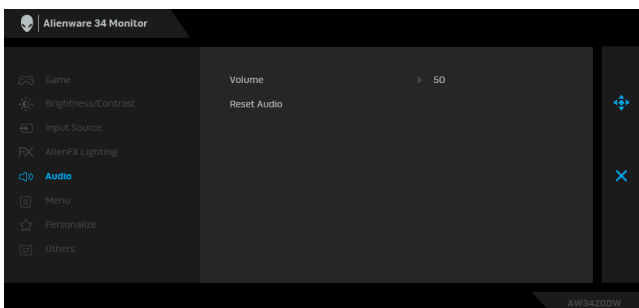 Alienware 34 Monitor
Game
Brightness/Contrast
Input Source
AlienFX Lighting
Audio
Menu
Personalize
Others
Volume 50
Reset Audio
AW3420DW